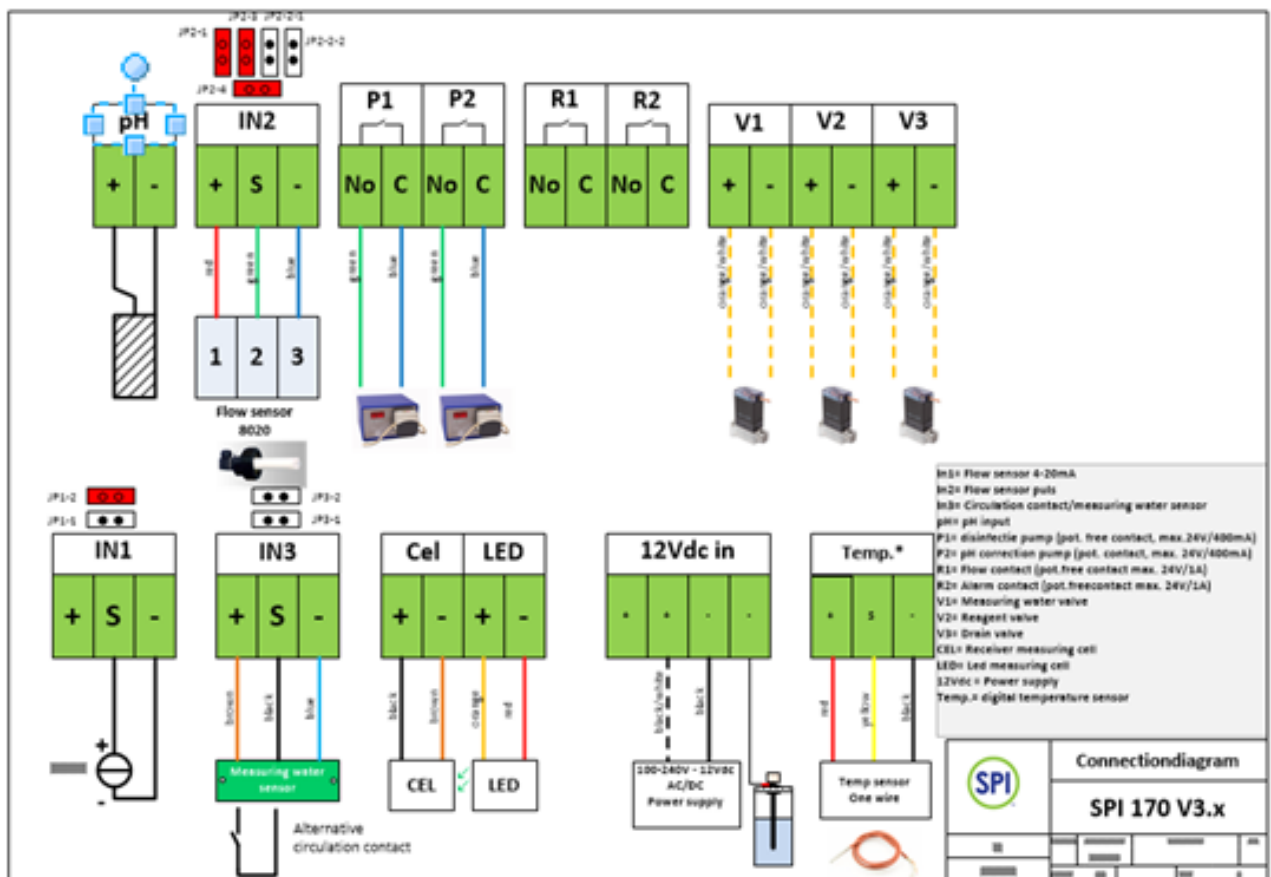 JP2-3 JP2-2-1
JP2-1 JP2-2-2
JP2-4
pH IN2 P1 P2 R1 R2 V1 V2 V3
+ - + S - No C No C No C No C + - + - + -
red green blue green blue green blue orange/white orange/white orange/white orange/white orange/white orange/white
1 2 3
Flow sensor
8020
JP1-2 JP3-2
JP1-1 JP3-1
IN1 IN3 Cel LED 12Vdc in Temp.*
+ S - + S - + - + - + + - - + S -
brown black blue black brown orange red black/white black red yellow black
+
-
Measuring water
sensor
CEL LED
100-240V - 12Vdc
AC/DC
Power supply
Temp sensor
One wire
Alternative
circulation contact
In1= Flow sensor 4-20mA
In2= Flow sensor puls
In3= Circulation contact/measuring water sensor
pH= pH input
P1= disinfectie pump (pot. free contact, max.24V/400mA)
P2= pH correction pump (pot. contact, max. 24V/400mA)
R1= Flow contact (pot.free contact max. 24V/1A)
R2= Alarm contact (pot.freecontact max. 24V/1A)
V1= Measuring water valve
V2= Reagent valve
V3= Drain valve
CEL= Receiver measuring cell
LED= Led measuring cell
12Vdc = Power supply
Temp.= digital temperature sensor
SPI
Connectiondiagram
SPI 170 V3.x